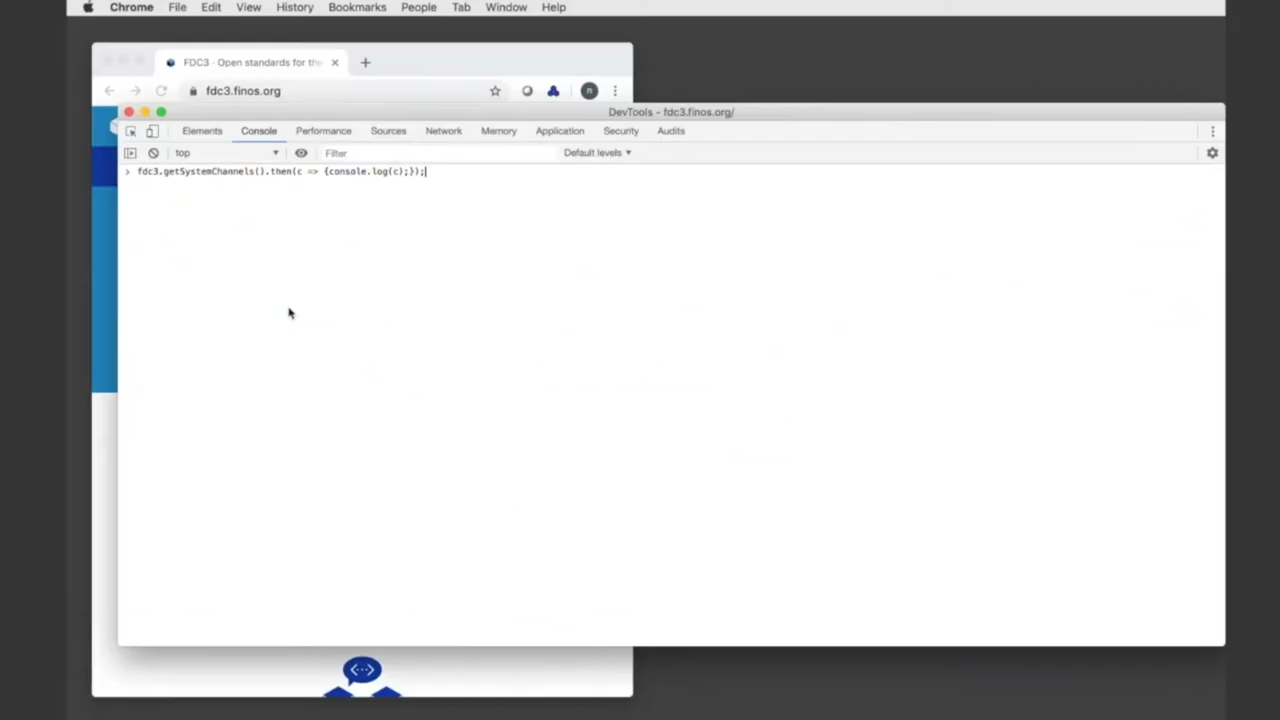 Chrome File Edit View History Bookmarks People Tab Window Help
FDC3 · Open standards for the
fdc3.finos.org
n
DevTools - fdc3.finos.org/
Elements Console Performance Sources Network Memory Application Security Audits
top Filter Default levels
fdc3.getSystemChannels().then(c => {console.log(c);});